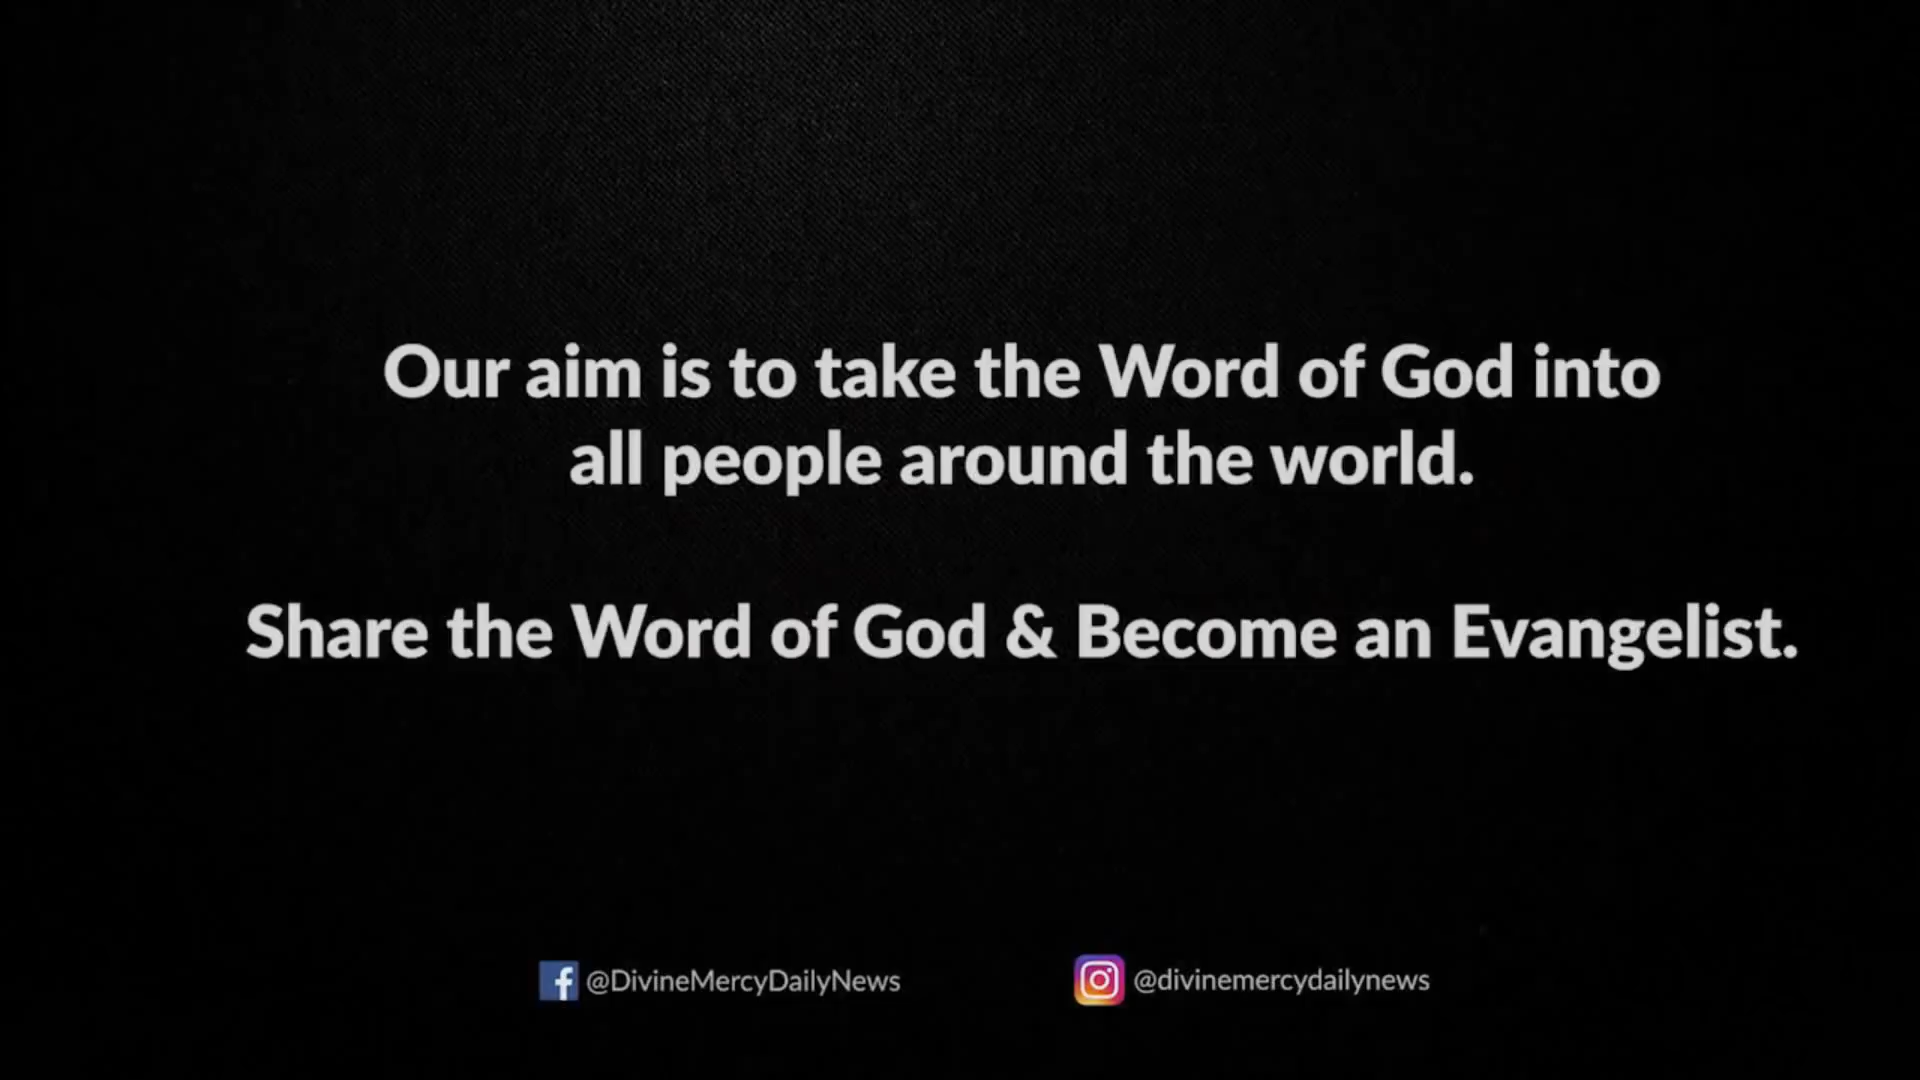 Our aim is to take the Word of God into
all people around the world.
Share the Word of God & Become an Evangelist.
@DivineMercyDailyNews
@divinemercydailynews